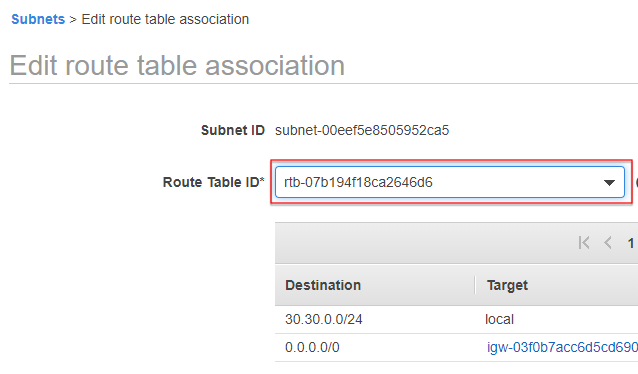 Subnets > Edit route table association
Edit route table association
Subnet ID subnet-00eef5e8505952ca5
Route Table ID* rtb-07b194f18ca2646d6
1
Destination Target
30.30.0.0/24 local
0.0.0.0/0 igw-03f0b7acc6d5cd690